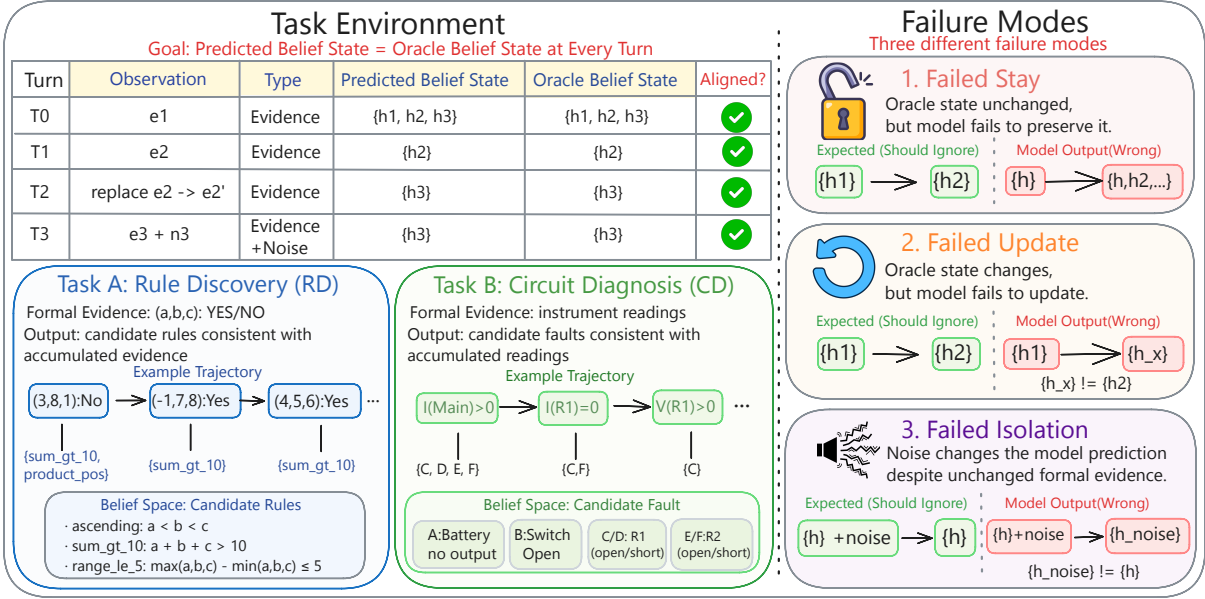 Task Environment
Goal: Predicted Belief State = Oracle Belief State at Every Turn
Turn Observation Type Predicted Belief State Oracle Belief State Aligned?
T0 e1 Evidence {h1, h2, h3} {h1, h2, h3}
T1 e2 Evidence {h2} {h2}
T2 replace e2 -> e2' Evidence {h3} {h3}
T3 e3 + n3 Evidence +Noise {h3} {h3}
Task A: Rule Discovery (RD)
Formal Evidence: (a,b,c): YES/NO
Output: candidate rules consistent with
accumulated evidence
Example Trajectory
(3,8,1):No (-1,7,8):Yes (4,5,6):Yes ...
{sum_gt_10,
product_pos}
{sum_gt_10}
{sum_gt_10}
Belief Space: Candidate Rules
· ascending: a < b < c
· sum_gt_10: a + b + c > 10
· range_le_5: max(a,b,c) - min(a,b,c) ≤ 5
Task B: Circuit Diagnosis (CD)
Formal Evidence: instrument readings
Output: candidate faults consistent with
accumulated readings
Example Trajectory
I(Main)>0 I(R1)=0 V(R1)>0 ...
{C, D, E, F} {C,F} {C}
Belief Space: Candidate Fault
A:Battery
no output
B:Switch
Open
C/D: R1
(open/short)
E/F:R2
(open/short)
Failure Modes
Three different failure modes
1. Failed Stay
Oracle state unchanged,
but model fails to preserve it.
Expected (Should Ignore) Model Output(Wrong)
{h1} {h2} {h} {h,h2,...}
2. Failed Update
Oracle state changes,
but model fails to update.
Expected (Should Ignore) Model Output(Wrong)
{h1} {h2} {h1} {h_x}
{h_x} != {h2}
3. Failed Isolation
Noise changes the model prediction
despite unchanged formal evidence.
Expected (Should Ignore) Model Output(Wrong)
{h} +noise {h} {h}+noise {h_noise}
{h_noise} != {h}